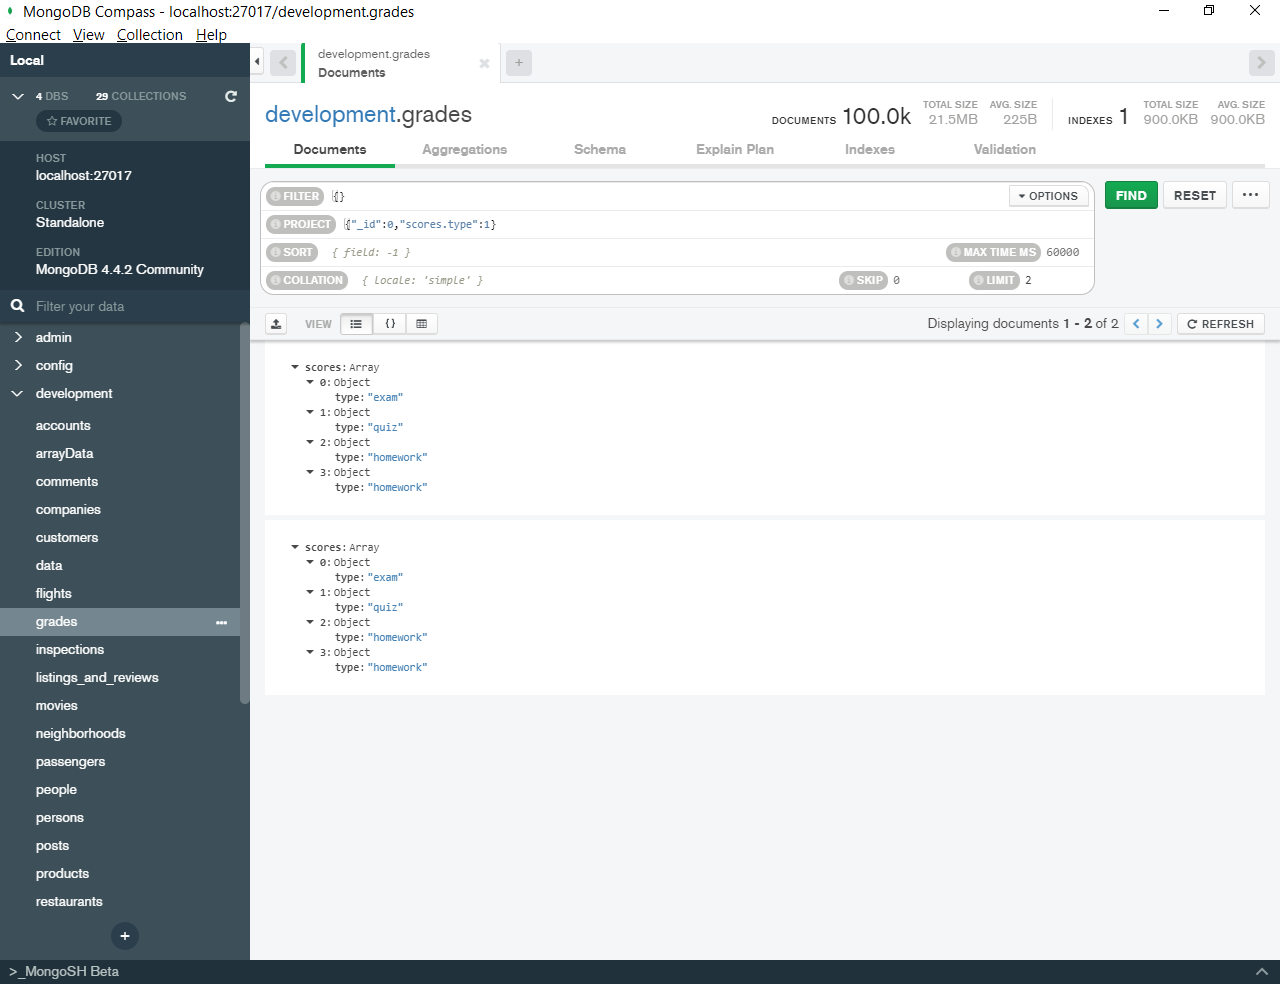 MongoDB Compass - localhost:27017/development.grades
Connect View Collection Help
Local
4 DBS 29 COLLECTIONS
FAVORITE
HOST
localhost:27017
CLUSTER
Standalone
EDITION
MongoDB 4.4.2 Community
Filter your data
admin
config
development
accounts
arrayData
comments
companies
customers
data
flights
grades
inspections
listings_and_reviews
movies
neighborhoods
passengers
people
persons
posts
products
restaurants
+
>_MongoSH Beta
development.grades
Documents
+
development.grades
DOCUMENTS 100.0k TOTAL SIZE 21.5MB AVG. SIZE 225B INDEXES 1 TOTAL SIZE 900.0KB AVG. SIZE 900.0KB
Documents Aggregations Schema Explain Plan Indexes Validation
FILTER {} OPTIONS FIND RESET ...
PROJECT {"_id":0,"scores.type":1}
SORT { field: -1 } MAX TIME MS 60000
COLLATION { locale: 'simple' } SKIP 0 LIMIT 2
VIEW {} Displaying documents 1 - 2 of 2 < > REFRESH
scores: Array
0: Object
type: "exam"
1: Object
type: "quiz"
2: Object
type: "homework"
3: Object
type: "homework"
scores: Array
0: Object
type: "exam"
1: Object
type: "quiz"
2: Object
type: "homework"
3: Object
type: "homework"